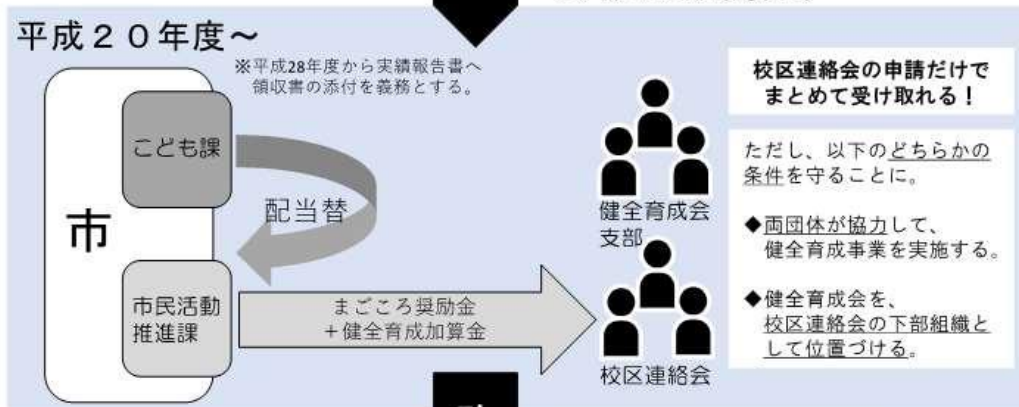 平成２０年度～
※平成28年度から実績報告書へ
領収書の添付を義務とする。
市
こども課
配当替
市民活動
推進課
まごころ奨励金
＋健全育成加算金
健全育成会
支部
校区連絡会
校区連絡会の申請だけで
まとめて受け取れる！
ただし、以下のどちらかの
条件を守ることに。
◆両団体が協力して、
健全育成事業を実施する。
◆健全育成会を、
校区連絡会の下部組織と
して位置づける。